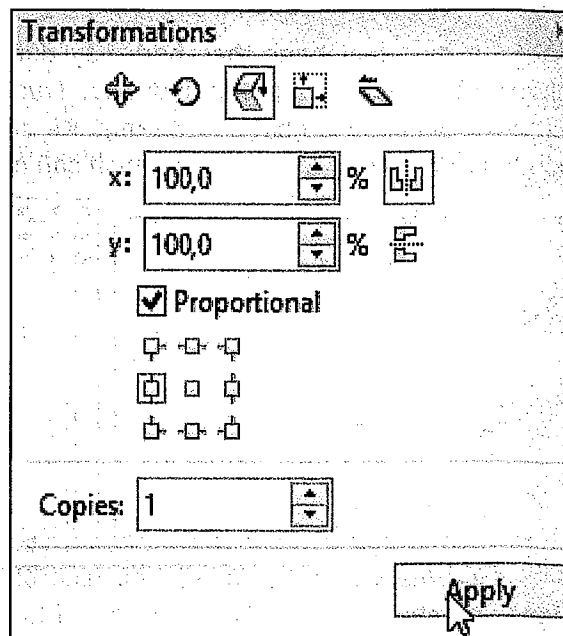 Transformations
x: 100,0 %
y: 100,0 %
Proportional
Copies: 1
Apply